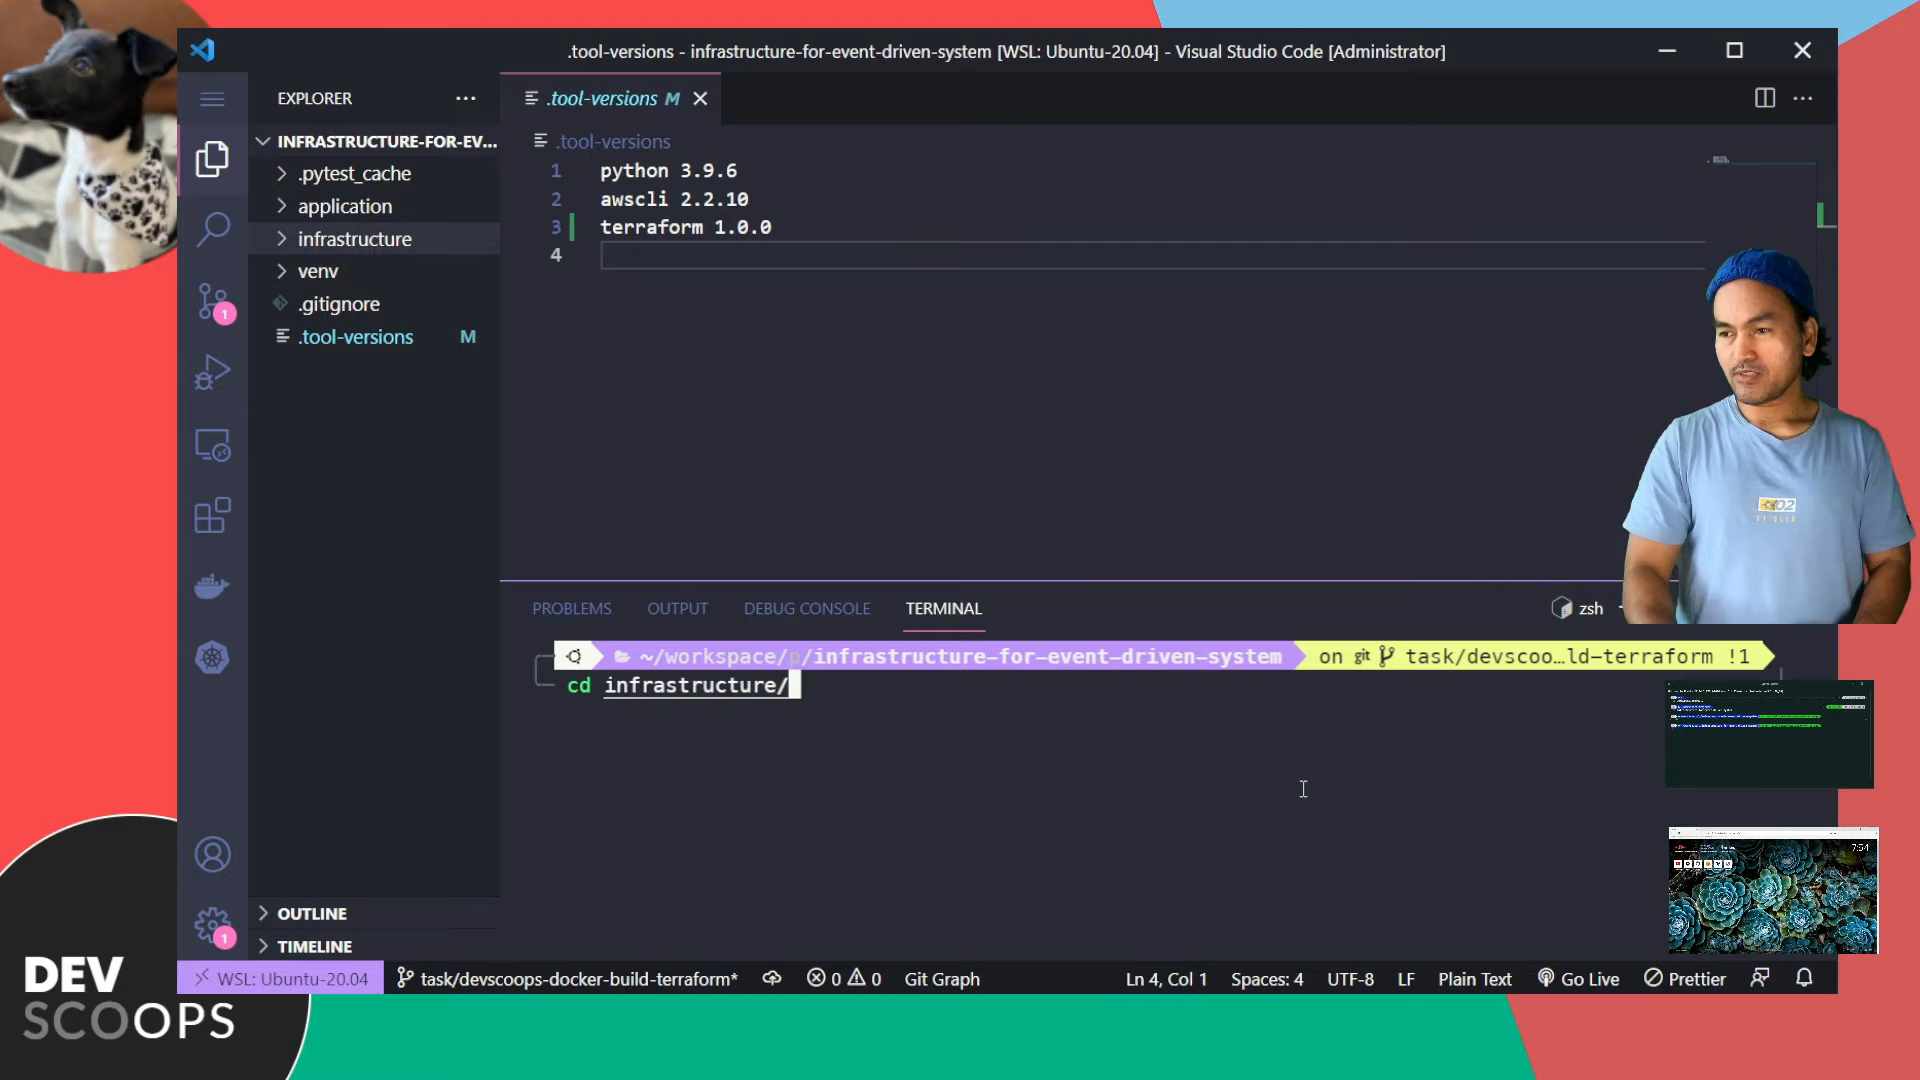 .tool-versions - infrastructure-for-event-driven-system [WSL: Ubuntu-20.04] - Visual Studio Code [Administrator]
EXPLORER
.tool-versions M
INFRASTRUCTURE-FOR-EV...
.tool-versions
.pytest_cache
application
infrastructure
venv
.gitignore
.tool-versions M
1 python 3.9.6
2 awscli 2.2.10
3 terraform 1.0.0
4
1
PROBLEMS OUTPUT DEBUG CONSOLE TERMINAL
zsh
~/workspace/p/infrastructure-for-event-driven-system on git task/devscoo…ld-terraform !1
cd infrastructure/
02
7:54
OUTLINE
TIMELINE
1
WSL: Ubuntu-20.04 task/devscoops-docker-build-terraform* 0 0 Git Graph Ln 4, Col 1 Spaces: 4 UTF-8 LF Plain Text Go Live Prettier
DEV
SCOOPS